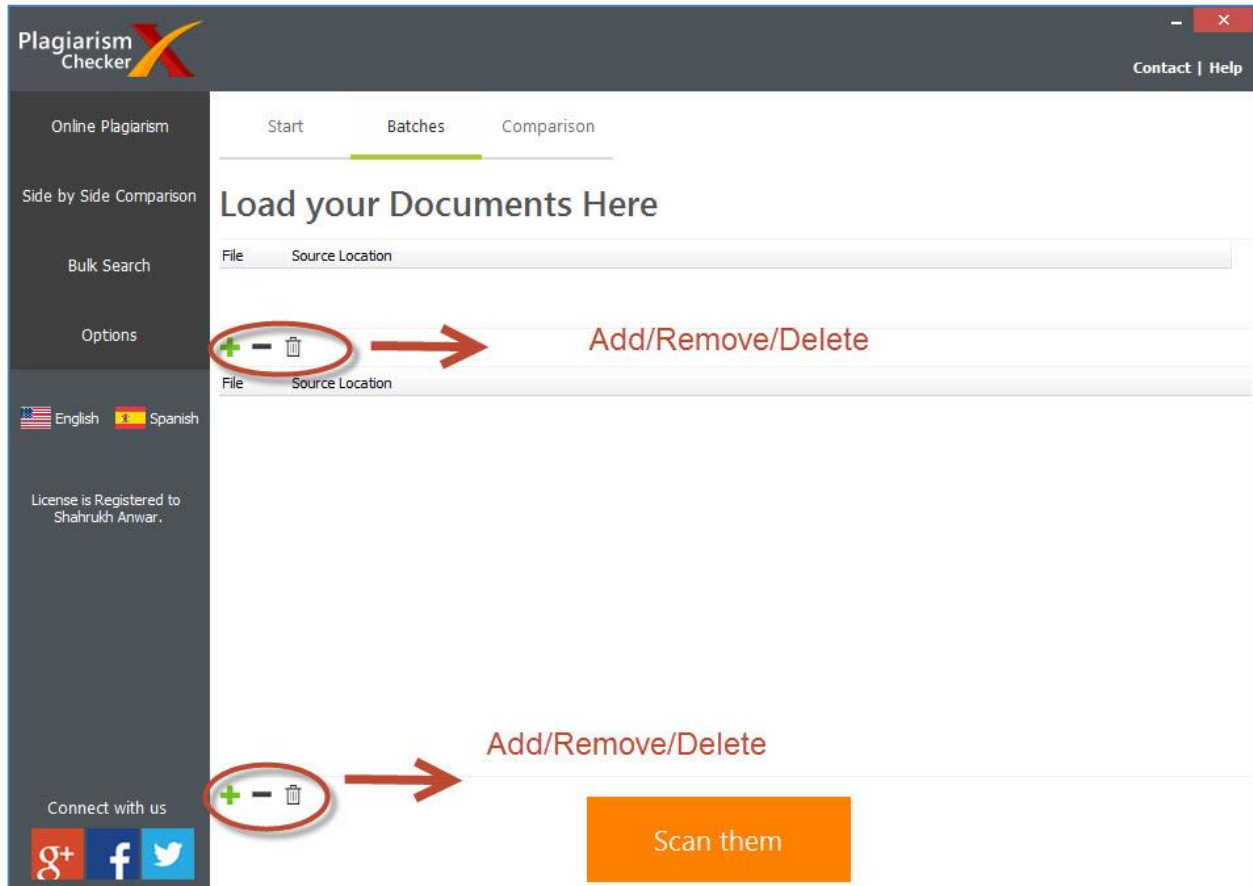 Plagiarism
Checker
Contact | Help
Online Plagiarism
Side by Side Comparison
Bulk Search
Options
English Spanish
License is Registered to
Shahrukh Anwar.
Connect with us
g+ f
Start Batches Comparison
Load your Documents Here
File Source Location
Add/Remove/Delete
File Source Location
Add/Remove/Delete
Scan them